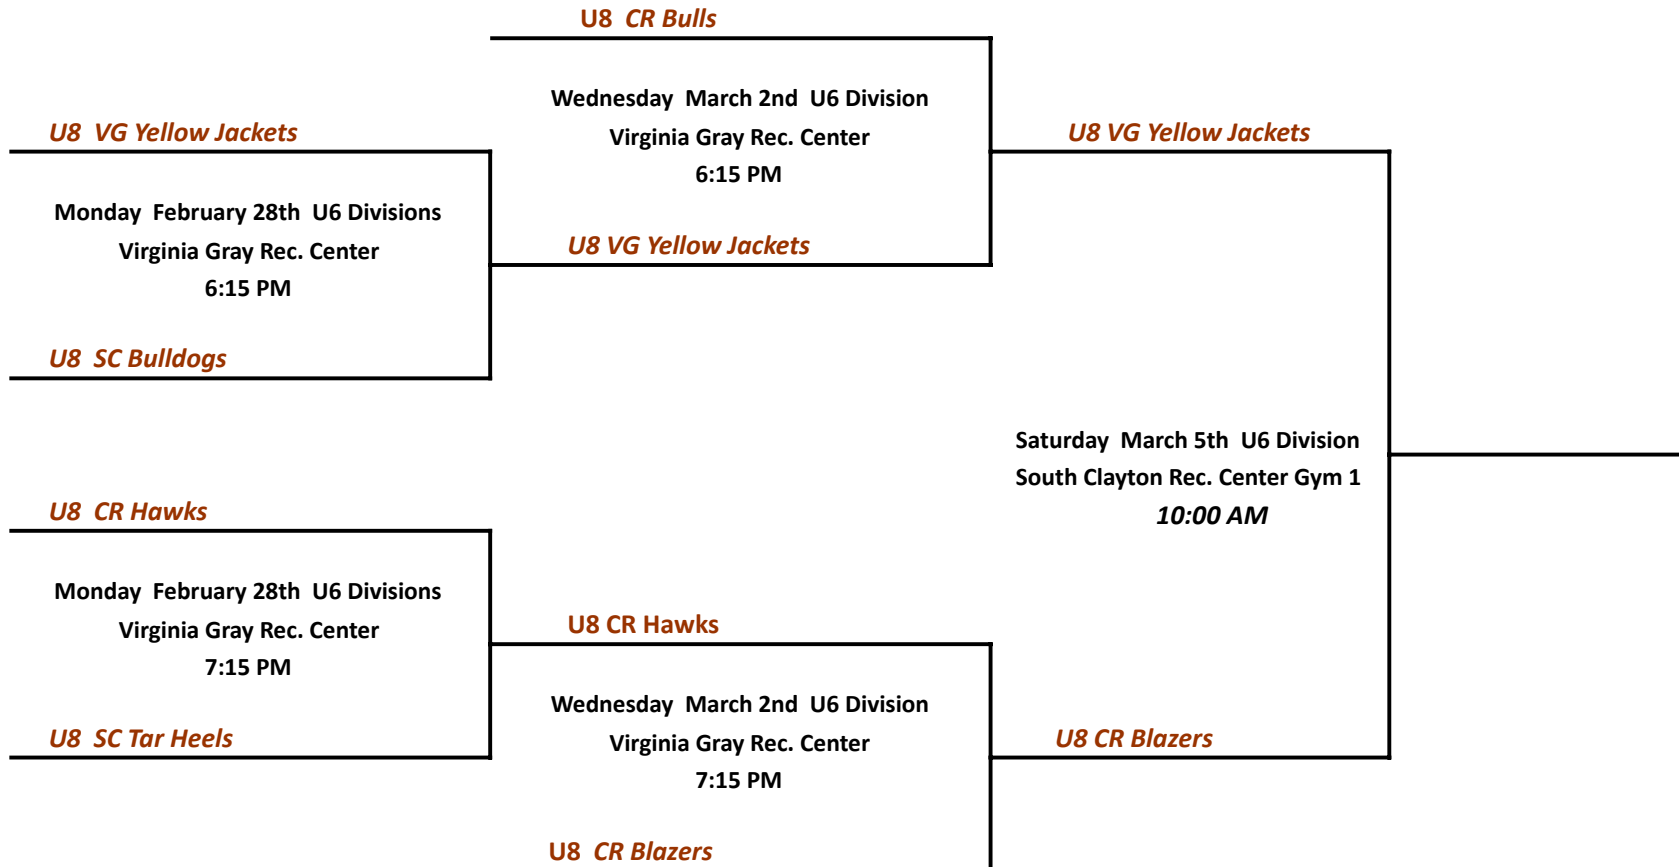 U8 CR Bulls
Wednesday March 2nd U6 Division
Virginia Gray Rec. Center
6:15 PM
U8 VG Yellow Jackets
U8 VG Yellow Jackets
Monday February 28th U6 Divisions
Virginia Gray Rec. Center
6:15 PM
U8 VG Yellow Jackets
U8 SC Bulldogs
Saturday March 5th U6 Division
South Clayton Rec. Center Gym 1
10:00 AM
U8 CR Hawks
Monday February 28th U6 Divisions
Virginia Gray Rec. Center
7:15 PM
U8 CR Hawks
U8 SC Tar Heels
Wednesday March 2nd U6 Division
Virginia Gray Rec. Center
7:15 PM
U8 CR Blazers
U8 CR Blazers